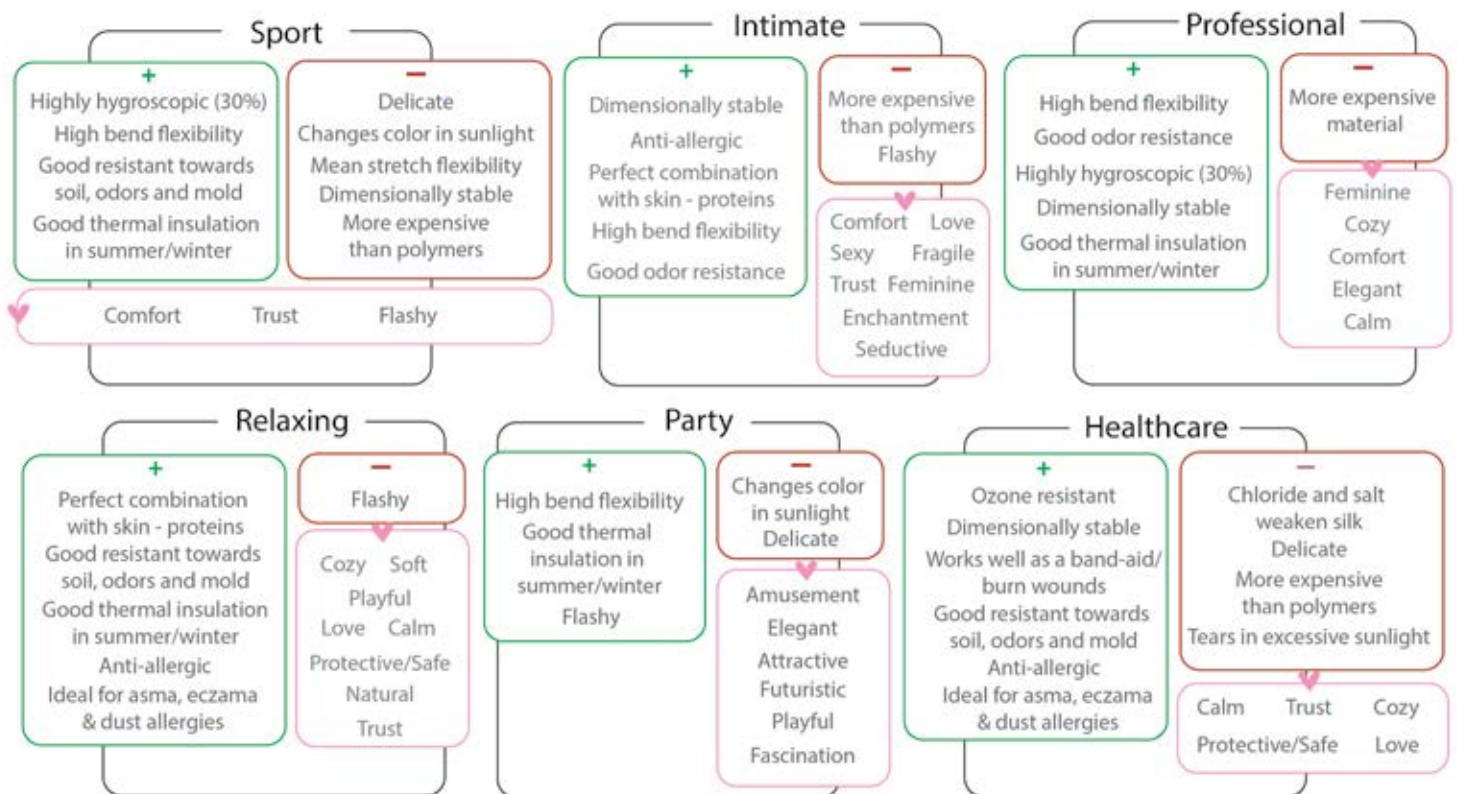 Sport
+
Highly hygroscopic (30%)
High bend flexibility
Good resistant towards
soil, odors and mold
Good thermal insulation
in summer/winter
−
Delicate
Changes color in sunlight
Mean stretch flexibility
Dimensionally stable
More expensive
than polymers
Comfort Trust Flashy
Intimate
+
Dimensionally stable
Anti-allergic
Perfect combination
with skin - proteins
High bend flexibility
Good odor resistance
−
More expensive
than polymers
Flashy
Comfort Love
Sexy Fragile
Trust Feminine
Enchantment
Seductive
Professional
+
High bend flexibility
Good odor resistance
Highly hygroscopic (30%)
Dimensionally stable
Good thermal insulation
in summer/winter
−
More expensive
material
Feminine
Cozy
Comfort
Elegant
Calm
Relaxing
+
Perfect combination
with skin - proteins
Good resistant towards
soil, odors and mold
Good thermal insulation
in summer/winter
Anti-allergic
Ideal for asma, eczama
& dust allergies
−
Flashy
Cozy Soft
Playful
Love Calm
Protective/Safe
Natural
Trust
Party
+
High bend flexibility
Good thermal
insulation in
summer/winter
Flashy
−
Changes color
in sunlight
Delicate
Amusement
Elegant
Attractive
Futuristic
Playful
Fascination
Healthcare
+
Ozone resistant
Dimensionally stable
Works well as a band-aid/
burn wounds
Good resistant towards
soil, odors and mold
Anti-allergic
Ideal for asma, eczama
& dust allergies
−
Chloride and salt
weaken silk
Delicate
More expensive
than polymers
Tears in excessive sunlight
Calm Trust Cozy
Protective/Safe Love